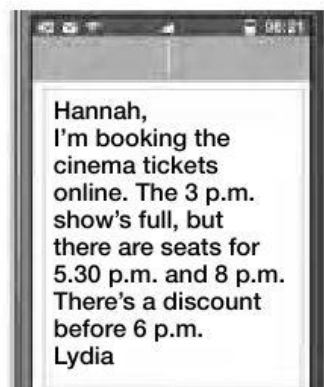 Hannah,
I'm booking the
cinema tickets
online. The 3 p.m.
show's full, but
there are seats for
5.30 p.m. and 8 p.m.
There's a discount
before 6 p.m.
Lydia